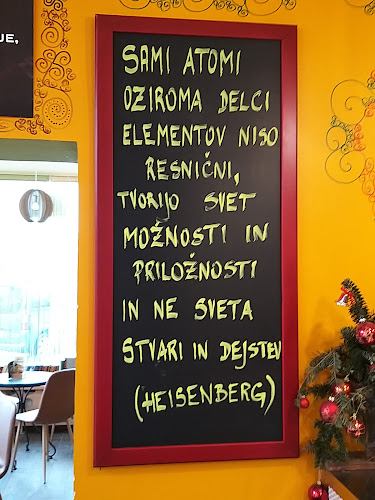 JE,
SAMI ATOMI
OZIROMA DELCI
ELEMENTOV NISO
RESNIČNI,
TVORIJO SVET
MOŽNOSTI IN
PRILOŽNOSTI
IN NE SVETA
STVARI IN DEJSTEV
(HEISENBERG)